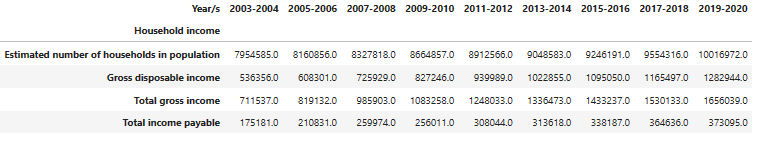 Year/s 2003-2004 2005-2006 2007-2008 2009-2010 2011-2012 2013-2014 2015-2016 2017-2018 2019-2020
Household income
Estimated number of households in population 7954585.0 8160856.0 8327818.0 8664857.0 8912566.0 9048583.0 9246191.0 9554316.0 10016972.0
Gross disposable income 536356.0 608301.0 725929.0 827246.0 939989.0 1022855.0 1095050.0 1165497.0 1282944.0
Total gross income 711537.0 819132.0 985903.0 1083258.0 1248033.0 1336473.0 1433237.0 1530133.0 1656039.0
Total income payable 175181.0 210831.0 259974.0 256011.0 308044.0 313618.0 338187.0 364636.0 373095.0